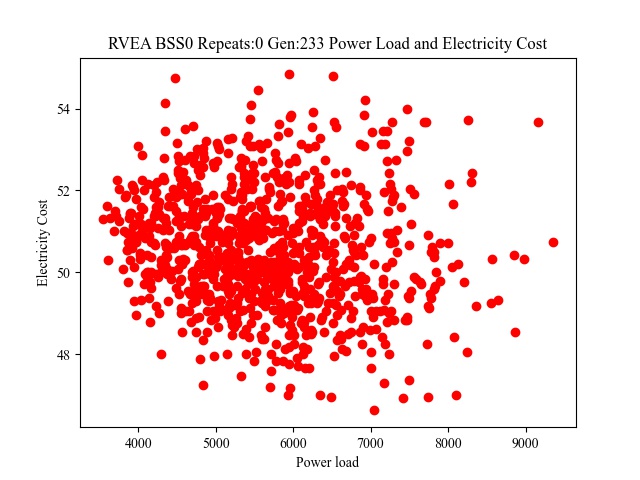 RVEA BSS0 Repeats:0 Gen:233 Power Load and Electricity Cost
Electricity Cost
54
52
50
48
4000 5000 6000 7000 8000 9000
Power load